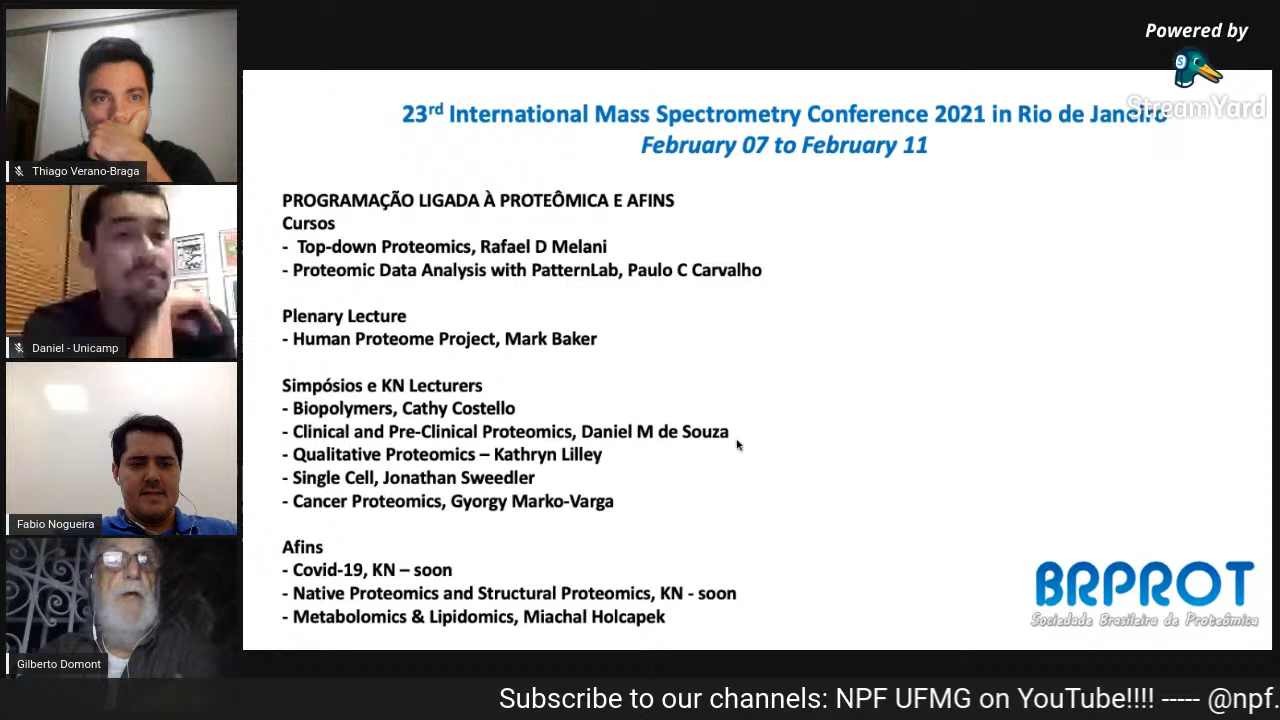 Powered by
StreamYard
23rd International Mass Spectrometry Conference 2021 in Rio de Janeiro
February 07 to February 11
PROGRAMAÇÃO LIGADA À PROTEÔMICA E AFINS
Cursos
- Top-down Proteomics, Rafael D Melani
- Proteomic Data Analysis with PatternLab, Paulo C Carvalho
Plenary Lecture
- Human Proteome Project, Mark Baker
Simpósios e KN Lecturers
- Biopolymers, Cathy Costello
- Clinical and Pre-Clinical Proteomics, Daniel M de Souza
- Qualitative Proteomics – Kathryn Lilley
- Single Cell, Jonathan Sweedler
- Cancer Proteomics, Gyorgy Marko-Varga
Afins
- Covid-19, KN – soon
- Native Proteomics and Structural Proteomics, KN - soon
- Metabolomics & Lipidomics, Miachal Holcapek
BRPROT
Sociedade Brasileira de Proteômica
Thiago Verano-Braga
Daniel - Unicamp
Fabio Nogueira
Gilberto Domont
Subscribe to our channels: NPF UFMG on YouTube!!!! ----- @npf.